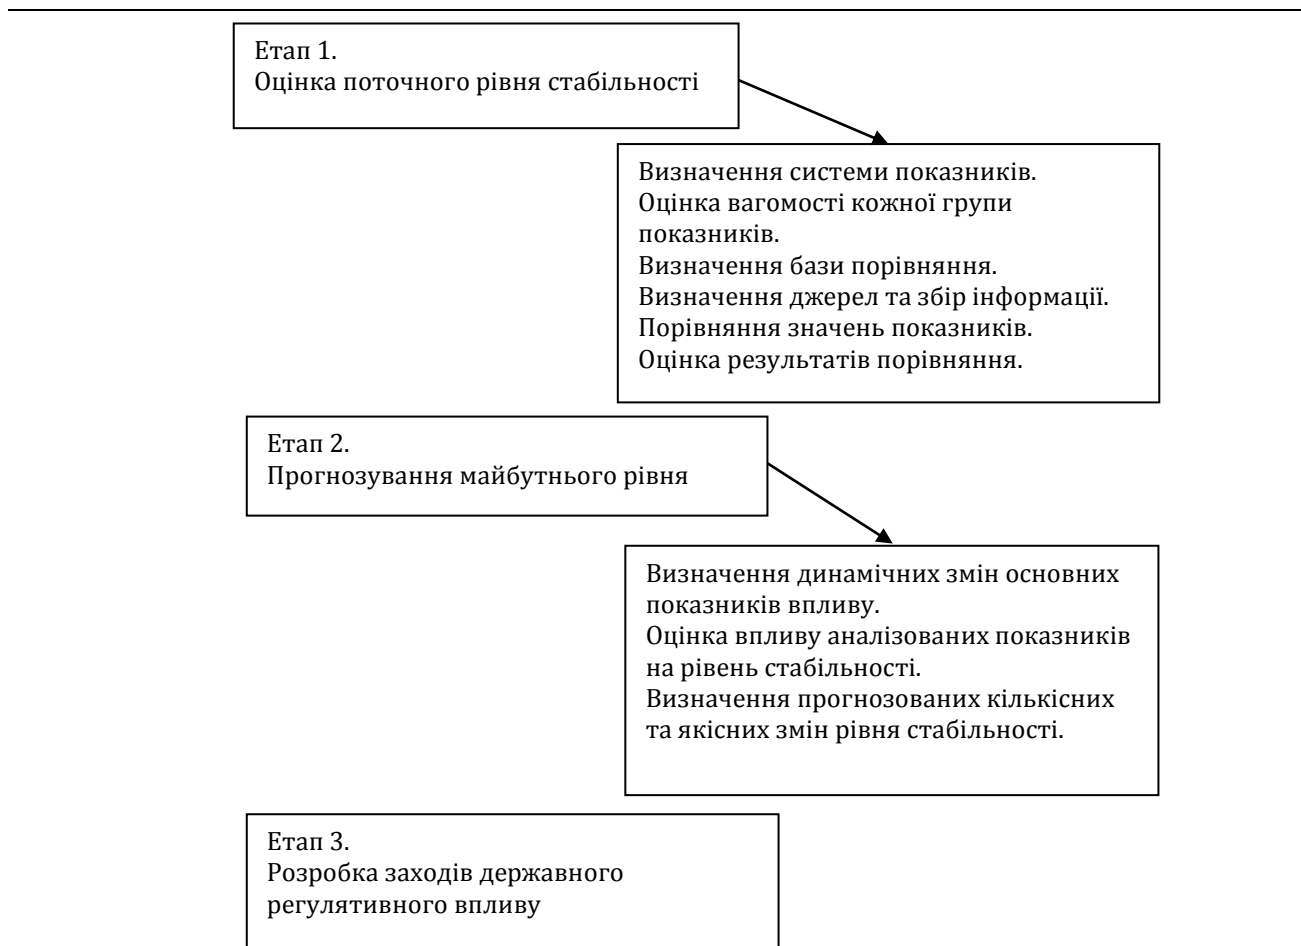 Етап 1.
Оцінка поточного рівня стабільності
Визначення системи показників.
Оцінка вагомості кожної групи
показників.
Визначення бази порівняння.
Визначення джерел та збір інформації.
Порівняння значень показників.
Оцінка результатів порівняння.
Етап 2.
Прогнозування майбутнього рівня
Визначення динамічних змін основних
показників впливу.
Оцінка впливу аналізованих показників
на рівень стабільності.
Визначення прогнозованих кількісних
та якісних змін рівня стабільності.
Етап 3.
Розробка заходів державного
регулятивного впливу